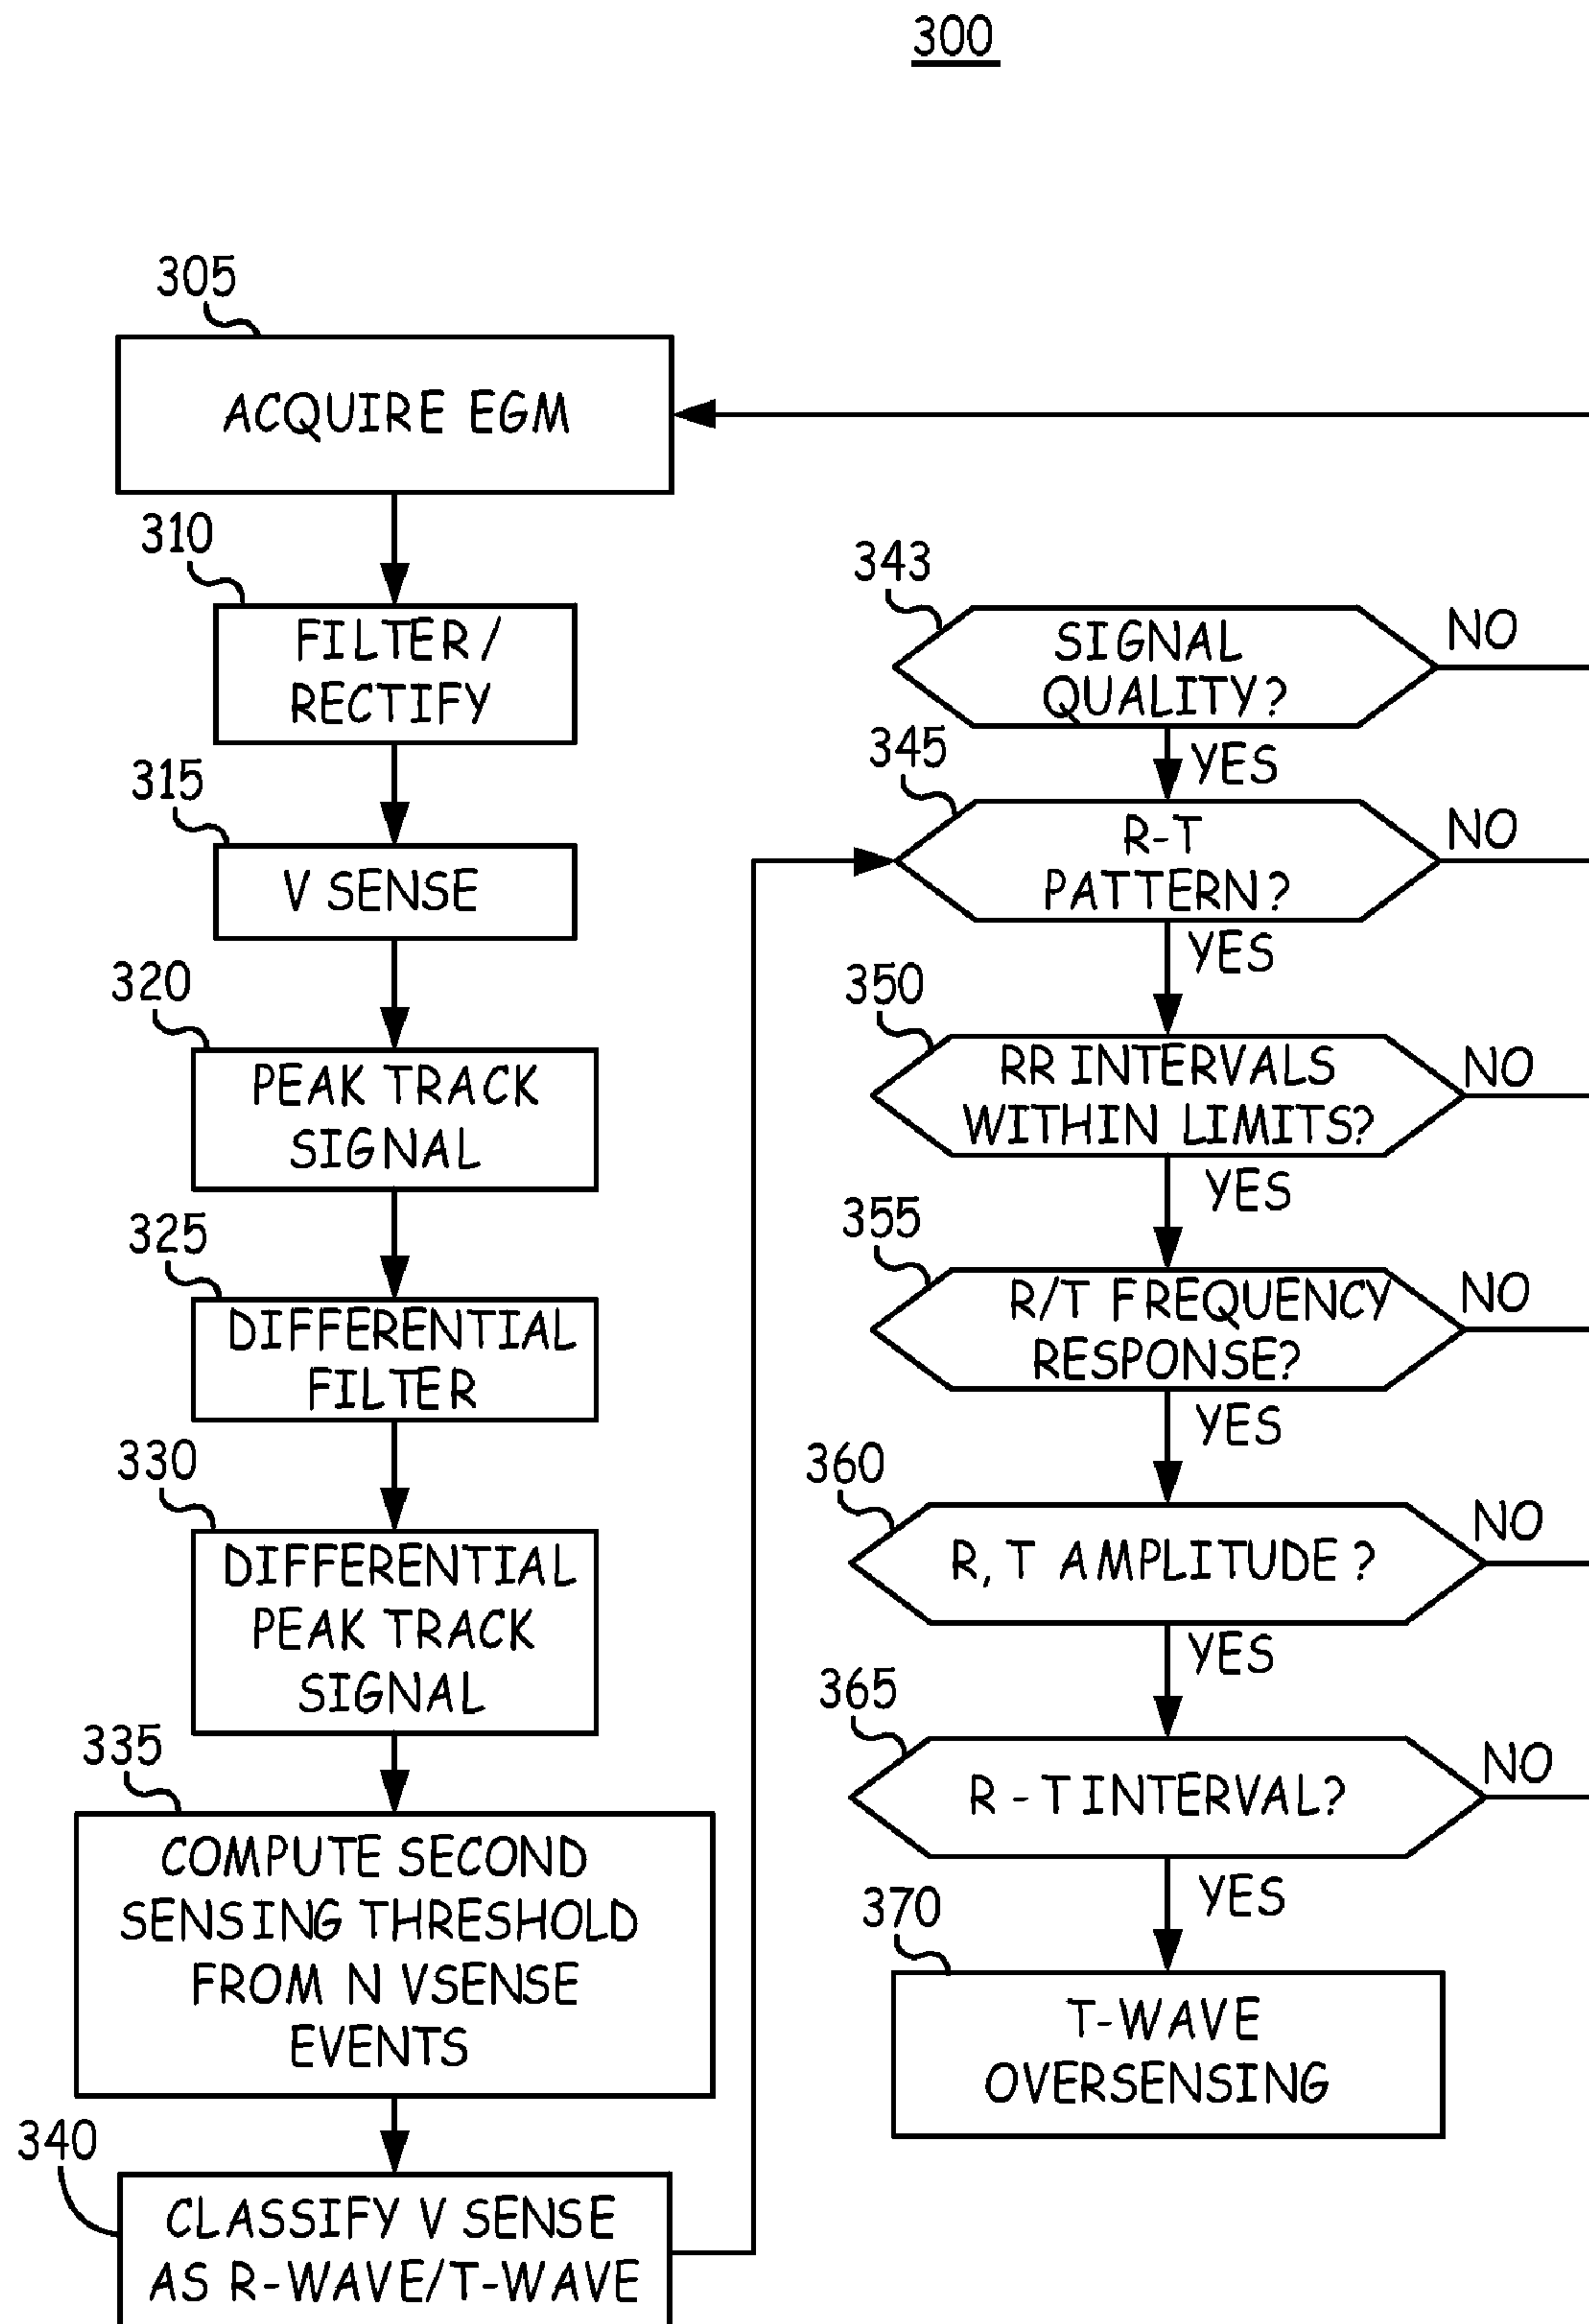 300
305
ACQUIRE EGM
310
FILTER /
RECTIFY
315
V SENSE
320
PEAK TRACK
SIGNAL
325
DIFFERENTIAL
FILTER
330
DIFFERENTIAL
PEAK TRACK
SIGNAL
335
COMPUTE SECOND
SENSING THRESHOLD
FROM N VSENSE
EVENTS
340
CLASSIFY V SENSE
AS R-WAVE/T-WAVE
343
SIGNAL
QUALITY?
NO
YES
345
R-T
PATTERN?
NO
YES
350
RR INTERVALS
WITHIN LIMITS?
NO
YES
355
R/T FREQUENCY
RESPONSE?
NO
YES
360
R, T AMPLITUDE ?
NO
YES
365
R - T INTERVAL?
NO
YES
370
T-WAVE
OVERSENSING